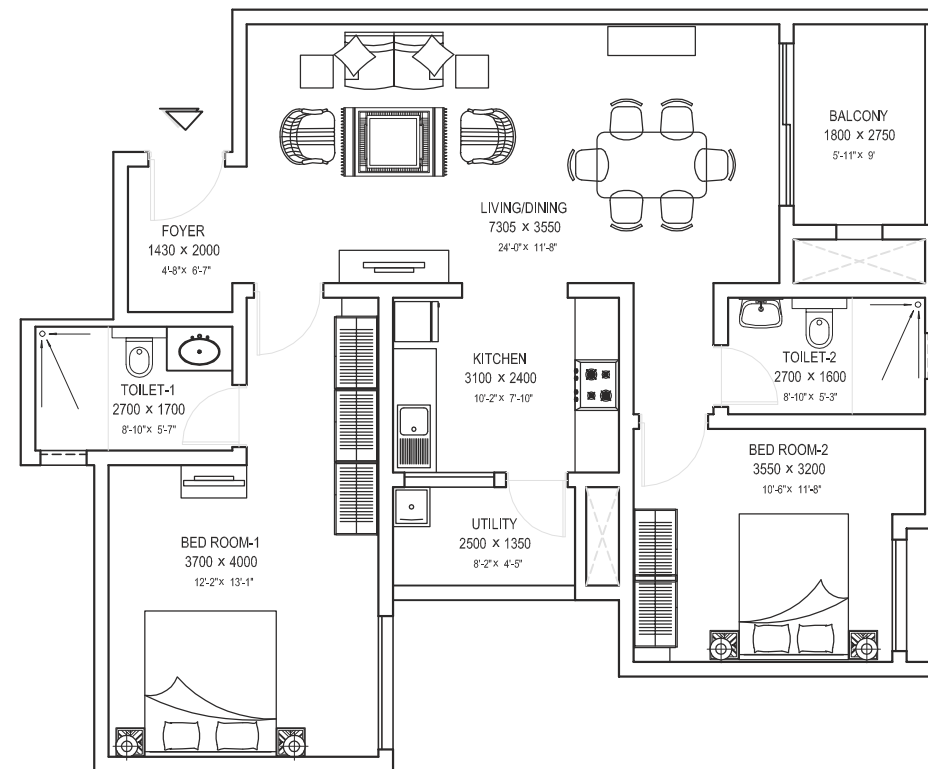 BALCONY
1800 × 2750
5'-11"× 9'
LIVING/DINING
7305 × 3550
24'-0"× 11'-8"
FOYER
1430 × 2000
4'-8"× 6'-7"
KITCHEN
3100 × 2400
10'-2"× 7'-10"
TOILET-2
2700 × 1600
8'-10"× 5'-3"
TOILET-1
2700 × 1700
8'-10"× 5'-7"
BED ROOM-2
3550 × 3200
10'-6"× 11'-8"
UTILITY
2500 × 1350
8'-2"× 4'-5"
BED ROOM-1
3700 × 4000
12'-2"× 13'-1"